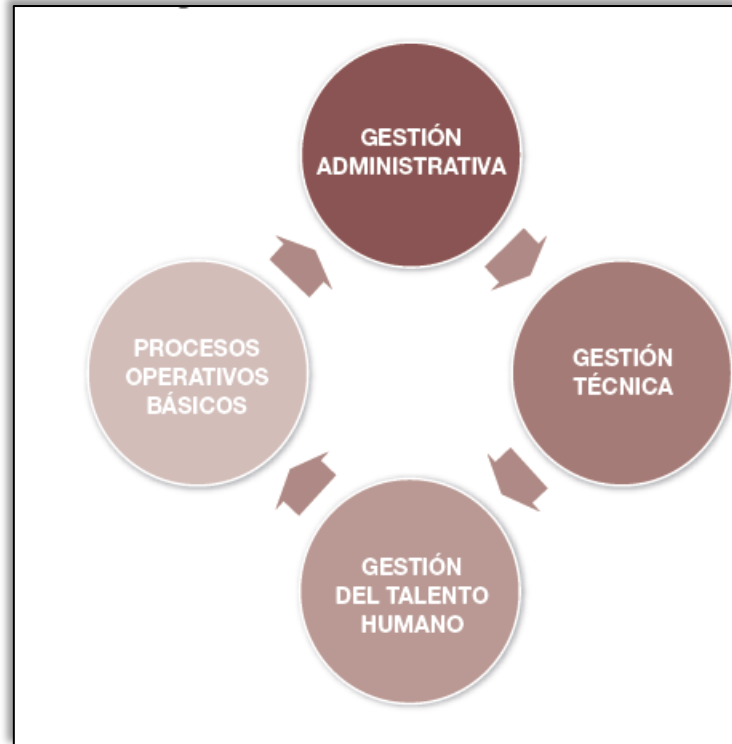 GESTIÓN
ADMINISTRATIVA
GESTIÓN
TÉCNICA
GESTIÓN
DEL TALENTO
HUMANO
PROCESOS
OPERATIVOS
BÁSICOS